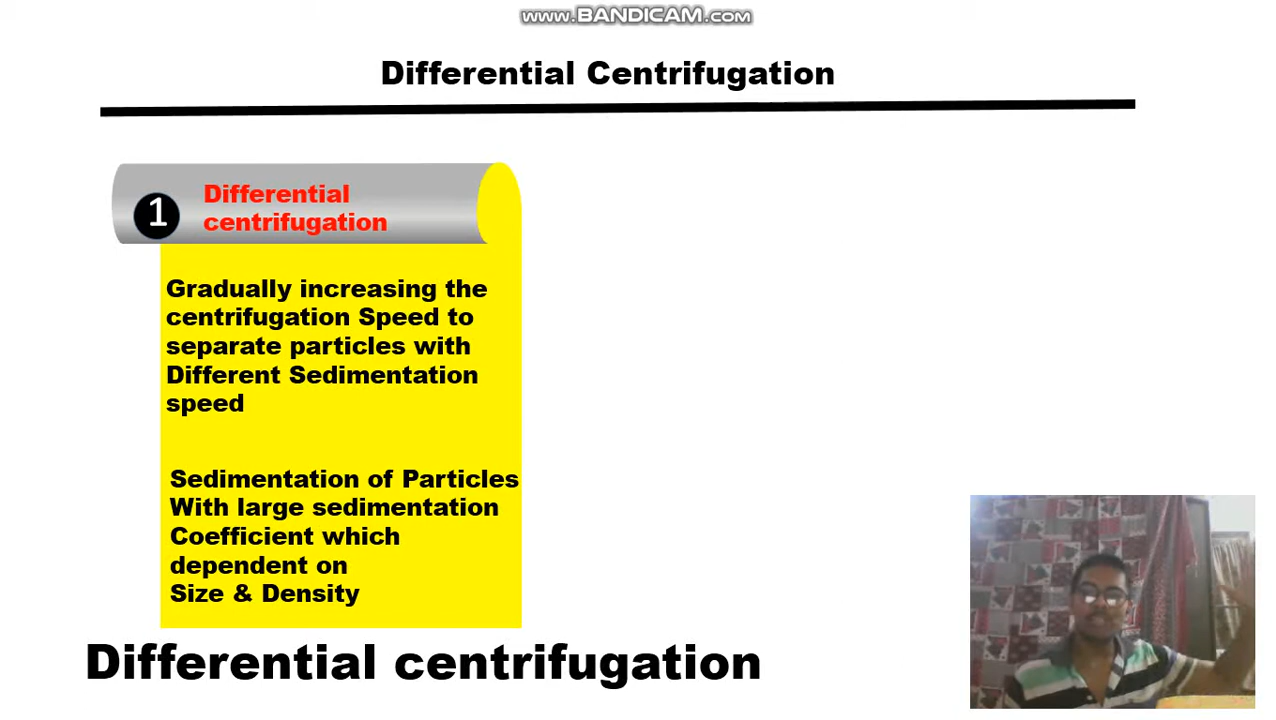 www.BANDICAM.com
Differential Centrifugation
1
Differential
centrifugation
Gradually increasing the
centrifugation Speed to
separate particles with
Different Sedimentation
speed
Sedimentation of Particles
With large sedimentation
Coefficient which
dependent on
Size & Density
Differential centrifugation